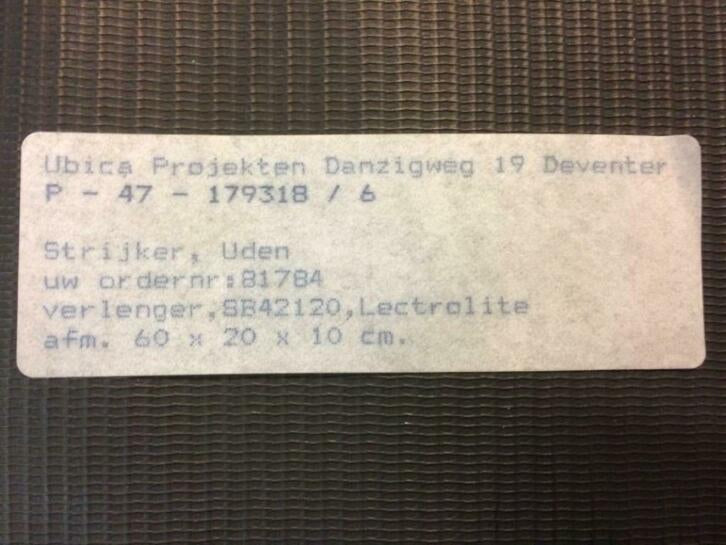 Ubica Projekten Danzigweg 19 Deventer
P - 47 - 179318 / 6
Strijker, Uden
uw ordernr:81784
verlenger,SB42120,Lectrolite
afm. 60 x 20 x 10 cm.